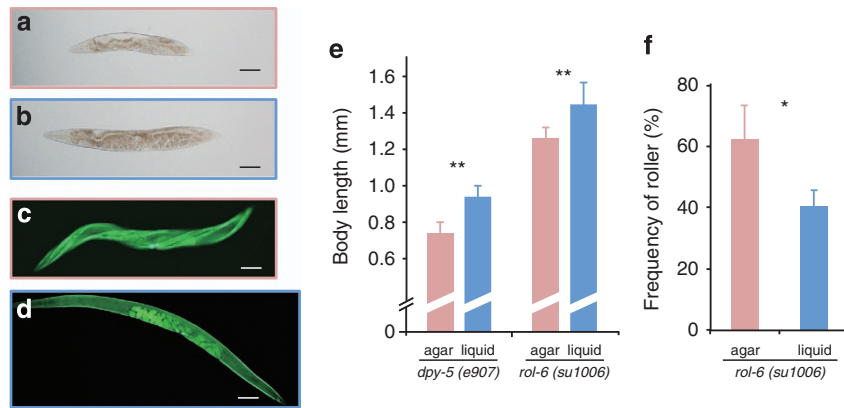 a
b
c
d
e
Body length (mm)
1.6
1.4
1.2
1.0
0.8
0.6
0
**
**
agar liquid agar liquid
dpy-5 (e907) rol-6 (su1006)
f
Frequency of roller (%)
80
60
40
20
0
*
agar liquid
rol-6 (su1006)